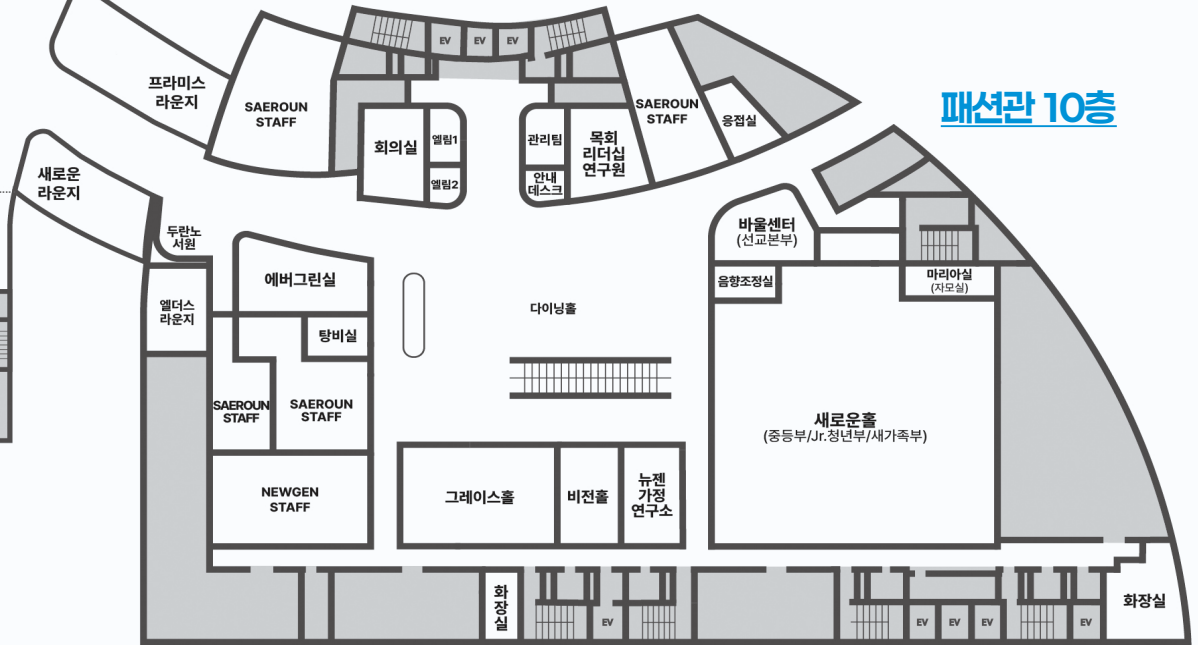 EV
EV
EV
프라미스
라운지
SAEROUN
STAFF
SAEROUN
STAFF
응접실
패션관 10층
회의실
엘림1
엘림2
관리팀
안내
데스크
목회
리더십
연구원
새로운
라운지
두란노
서원
바울센터
(선교본부)
에버그린실
음향조정실
마리아실
(자모실)
엘더스
라운지
다이닝홀
탕비실
SAEROUN
STAFF
SAEROUN
STAFF
새로운홀
(중등부/Jr.청년부/새가족부)
NEWGEN
STAFF
그레이스홀
비전홀
뉴젠
가정
연구소
화
장
실
EV
EV
EV
EV
EV
화장실